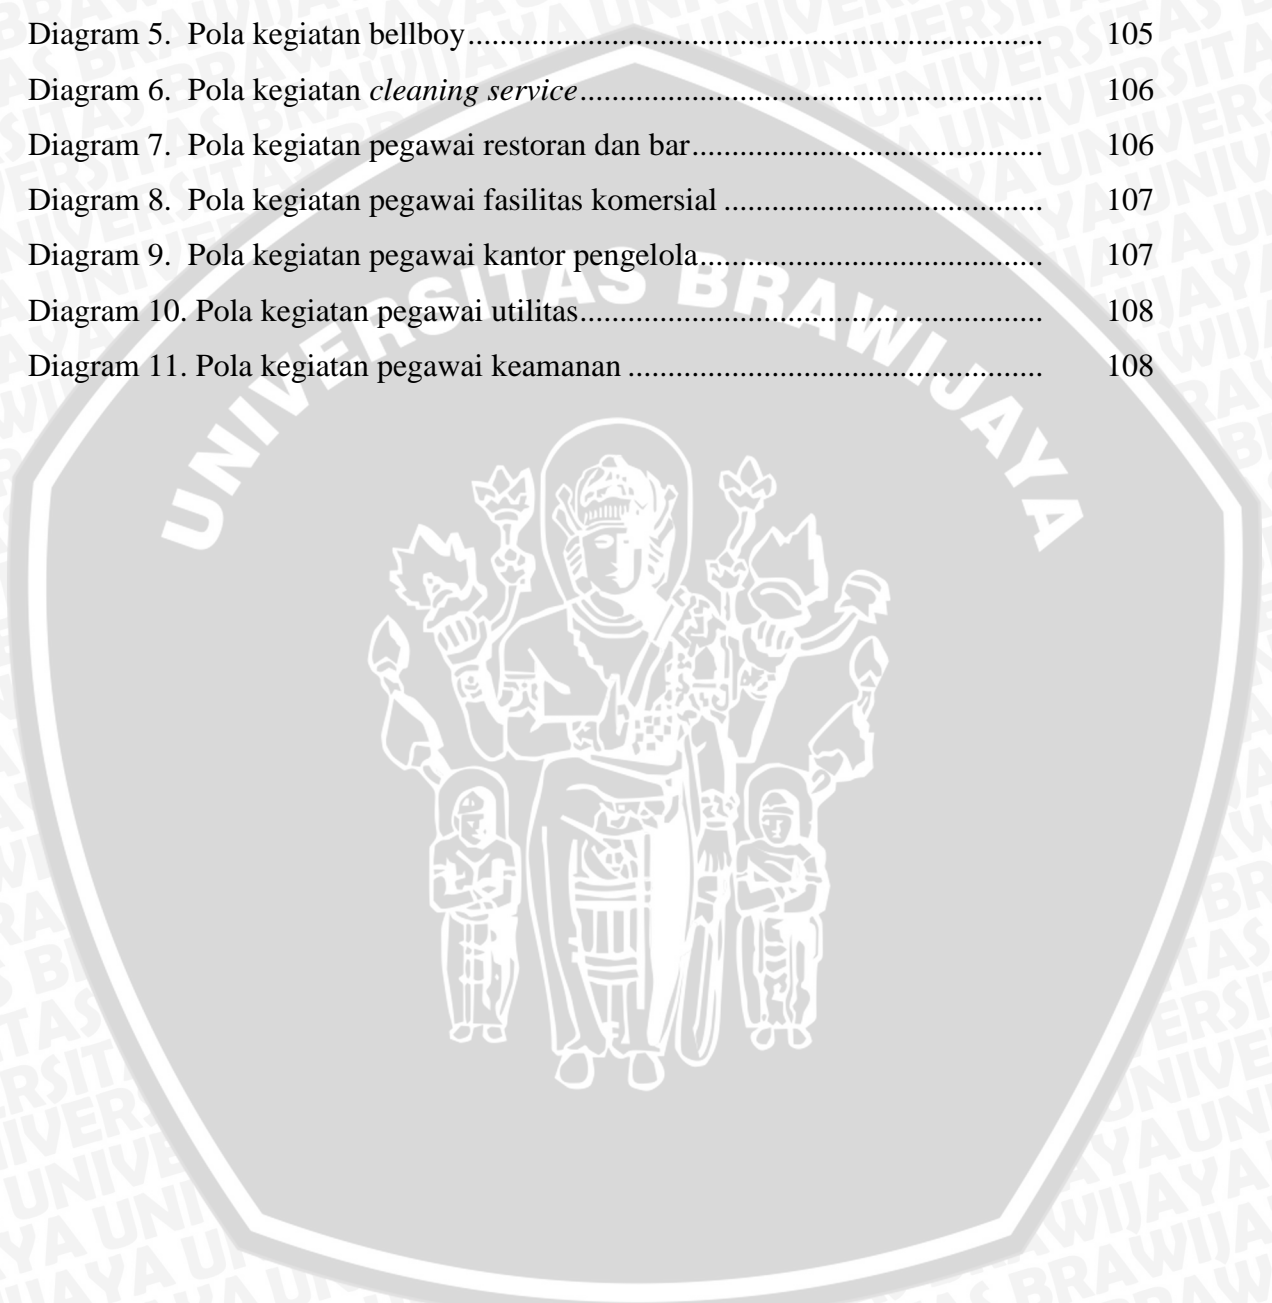 Diagram 5.  Pola kegiatan bellboy........................................................................ 105
Diagram 6.  Pola kegiatan cleaning service.......................................................... 106
Diagram 7.  Pola kegiatan pegawai restoran dan bar............................................ 106
Diagram 8.  Pola kegiatan pegawai fasilitas komersial ........................................ 107
Diagram 9.  Pola kegiatan pegawai kantor pengelola........................................... 107
Diagram 10. Pola kegiatan pegawai utilitas.......................................................... 108
Diagram 11. Pola kegiatan pegawai keamanan .................................................... 108
UNIVERSITAS BRAWIJAYA